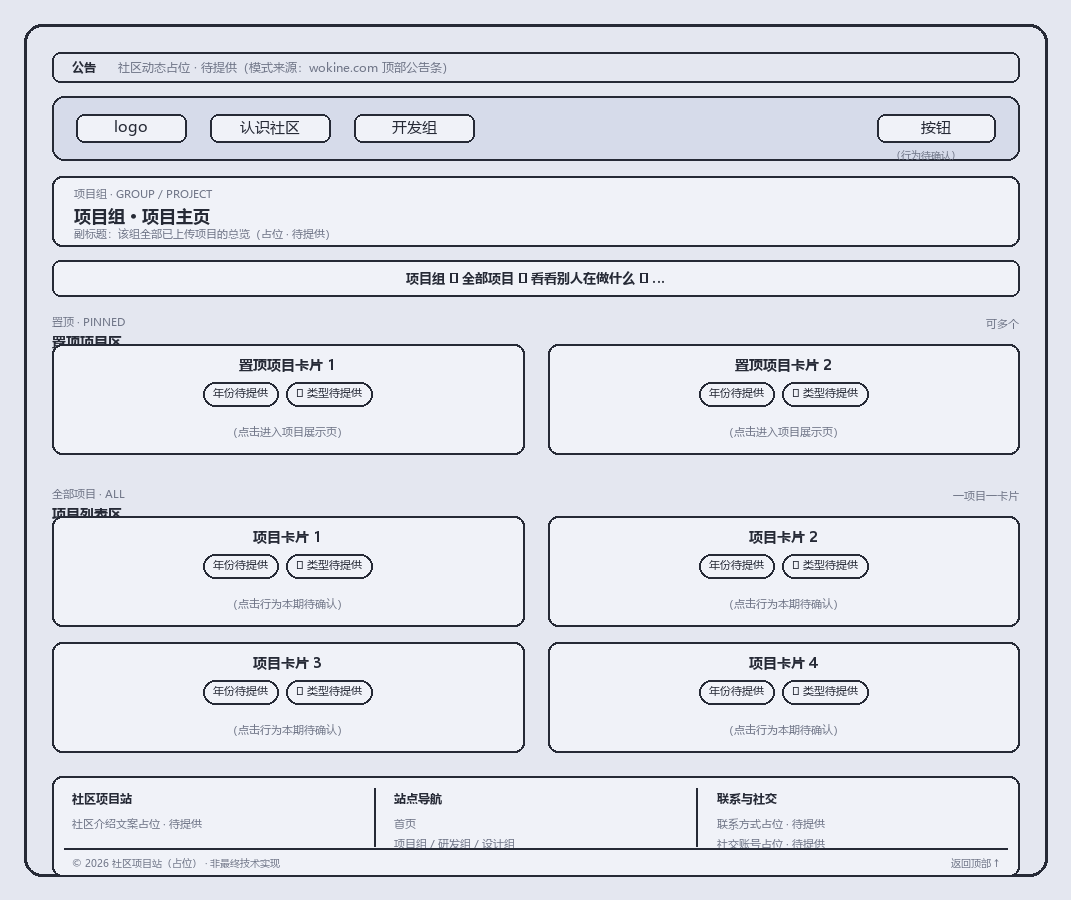 公告 社区动态占位 · 待提供（模式来源：wokine.com 顶部公告条）
logo 认识社区 开发组 按钮
（行为待确认）
项目组 · GROUP / PROJECT
项目组 • 项目主页
副标题：该组全部已上传项目的总览（占位 · 待提供）
项目组 ▯ 全部项目 ▯ 看看别人在做什么 ▯ ...
置顶 · PINNED 可多个
置顶项目区
置顶项目卡片 1 置顶项目卡片 2
年份待提供 ▯ 类型待提供 年份待提供 ▯ 类型待提供
(点击进入项目展示页) (点击进入项目展示页)
全部项目 · ALL 一项目一卡片
项目列表区
项目卡片 1 项目卡片 2
年份待提供 ▯ 类型待提供 年份待提供 ▯ 类型待提供
(点击行为本期待确认) (点击行为本期待确认)
项目卡片 3 项目卡片 4
年份待提供 ▯ 类型待提供 年份待提供 ▯ 类型待提供
(点击行为本期待确认) (点击行为本期待确认)
社区项目站 站点导航 联系与社交
社区介绍文案占位 · 待提供 首页 联系方式占位 · 待提供
项目组 / 研发组 / 设计组 社交账号占位 · 待提供
© 2026 社区项目站（占位）· 非最终技术实现 返回顶部 ↑